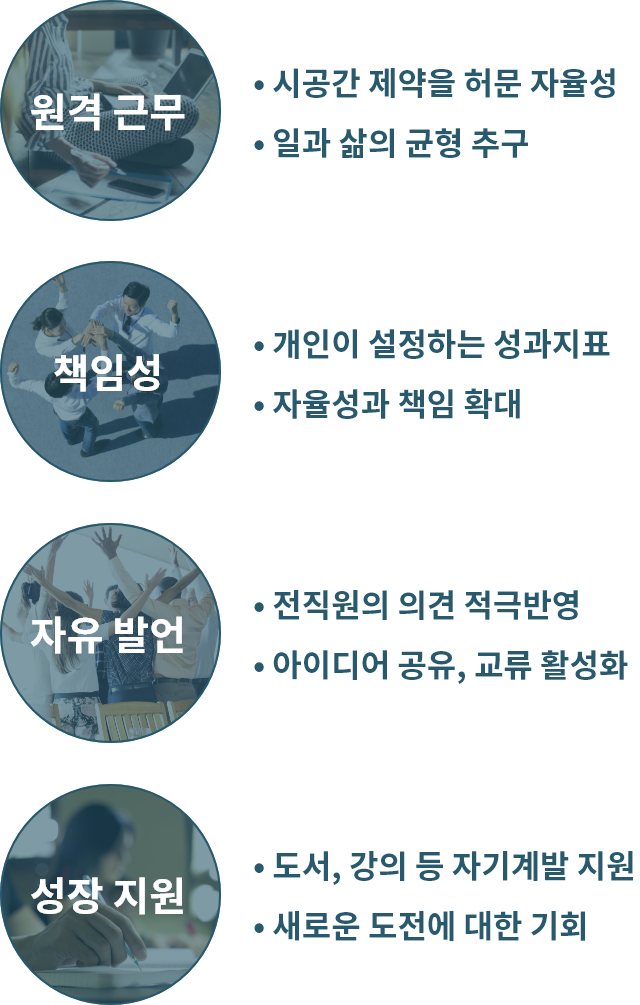 원격 근무
• 시공간 제약을 허문 자율성
• 일과 삶의 균형 추구
책임성
• 개인이 설정하는 성과지표
• 자율성과 책임 확대
자유 발언
• 전직원의 의견 적극반영
• 아이디어 공유, 교류 활성화
성장 지원
• 도서, 강의 등 자기계발 지원
• 새로운 도전에 대한 기회